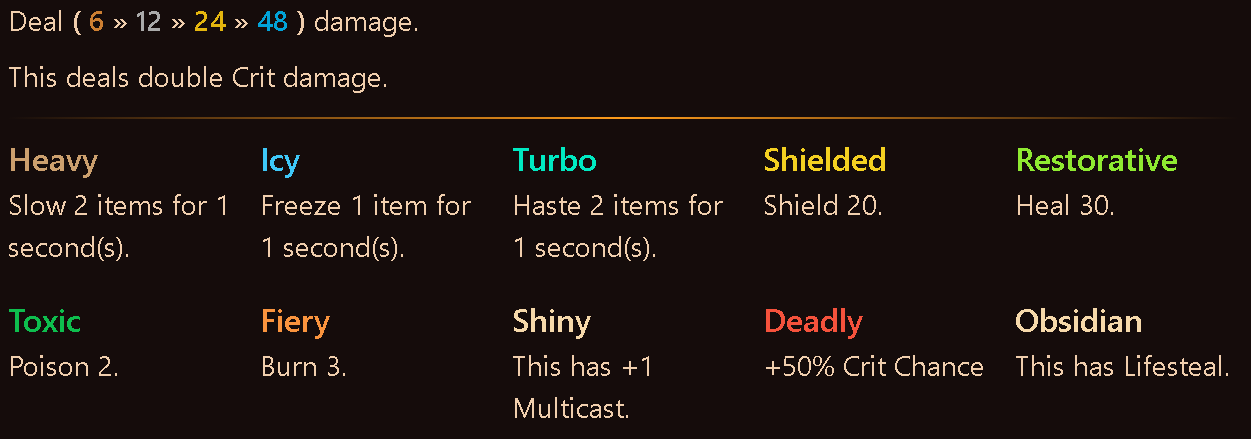 Deal ( 6 » 12 » 24 » 48 ) damage.
This deals double Crit damage.
Heavy
Slow 2 items for 1
second(s).
Icy
Freeze 1 item for
1 second(s).
Turbo
Haste 2 items for
1 second(s).
Shielded
Shield 20.
Restorative
Heal 30.
Toxic
Poison 2.
Fiery
Burn 3.
Shiny
This has +1
Multicast.
Deadly
+50% Crit Chance
Obsidian
This has Lifesteal.